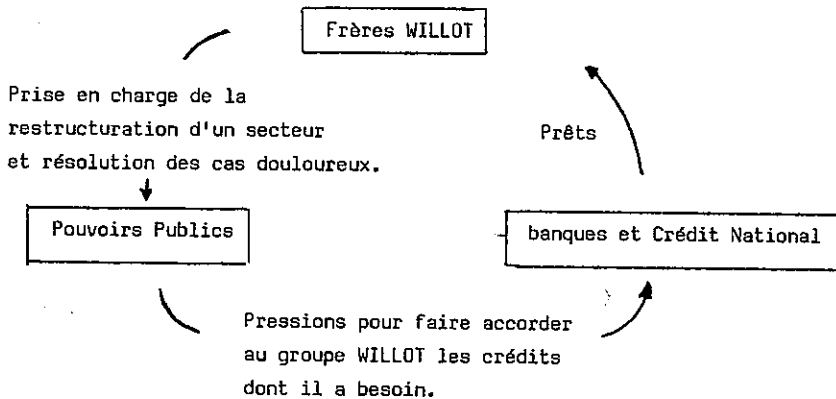 Frères WILLOT
Prise en charge de la
restructuration d'un secteur
et résolution des cas douloureux.
Prêts
Pouvoirs Publics
banques et Crédit National
Pressions pour faire accorder
au groupe WILLOT les crédits
dont il a besoin.